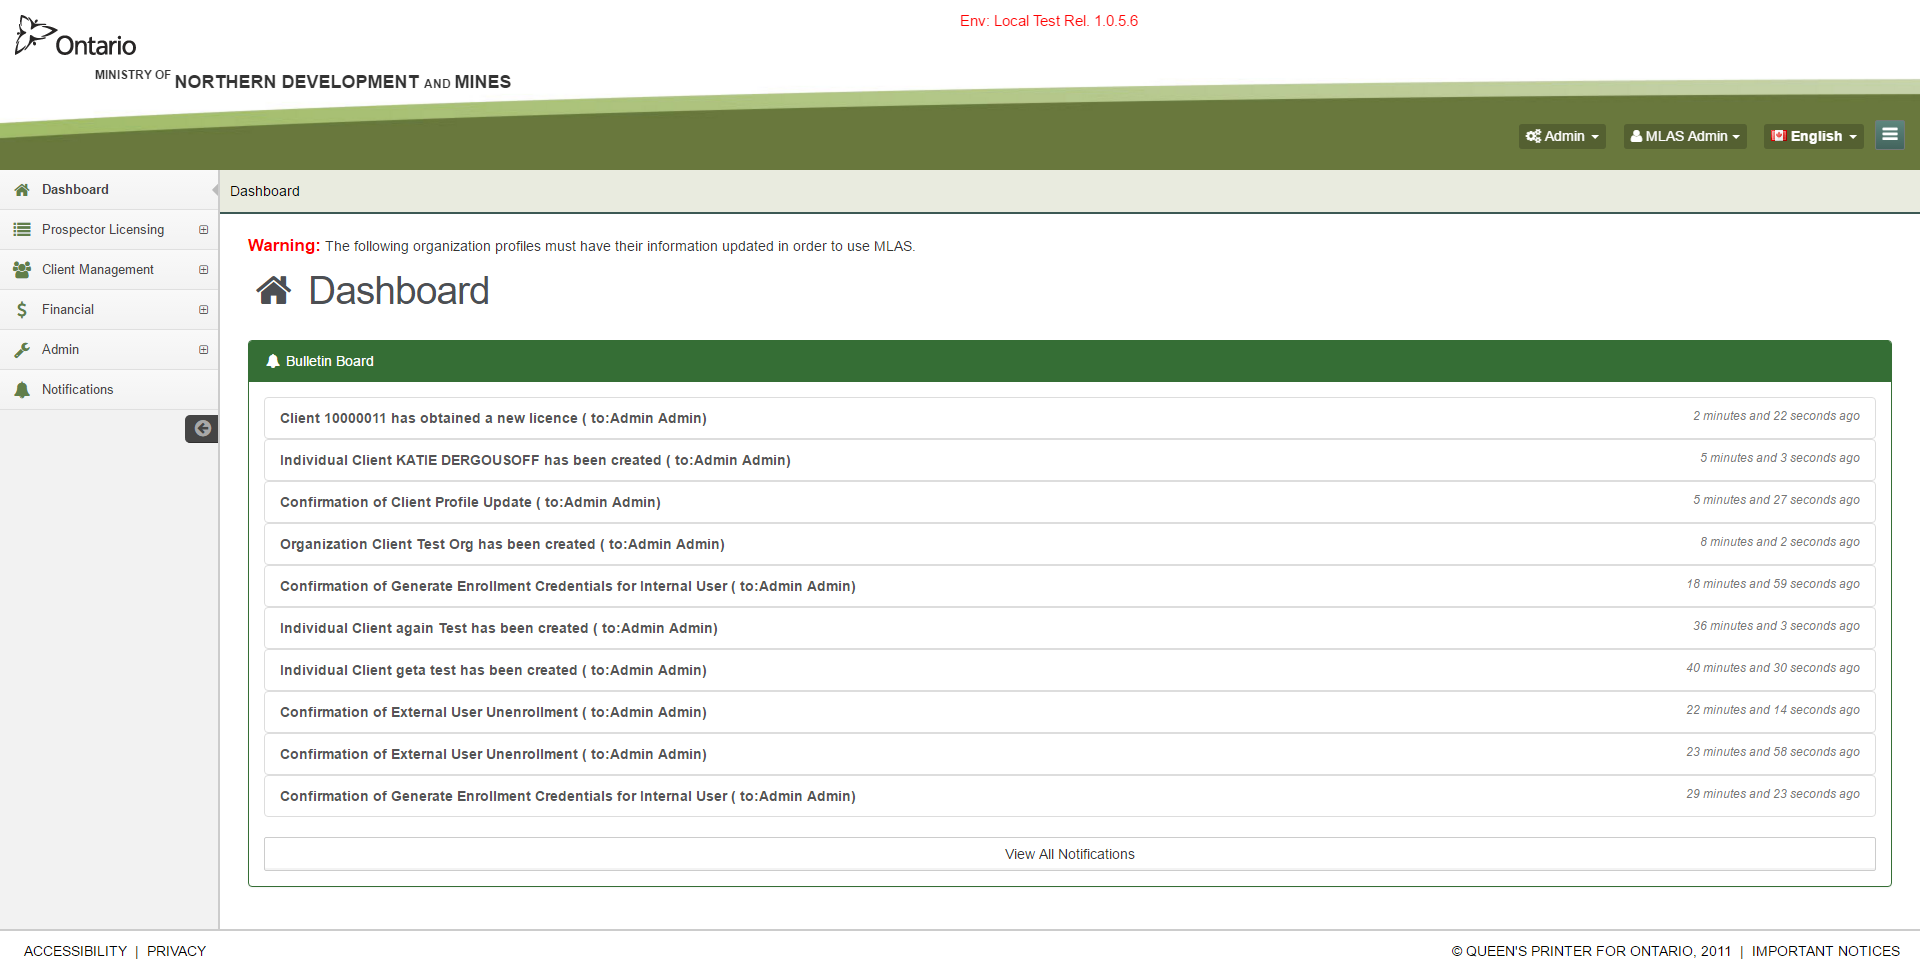 Ontario
Env: Local Test Rel. 1.0.5.6
MINISTRY OF NORTHERN DEVELOPMENT AND MINES
Admin
MLAS Admin
English
Dashboard
Prospector Licensing
Client Management
Financial
Admin
Notifications
Dashboard
Warning: The following organization profiles must have their information updated in order to use MLAS.
Dashboard
Bulletin Board
Client 10000011 has obtained a new licence ( to:Admin Admin) 2 minutes and 22 seconds ago
Individual Client KATIE DERGOUSOFF has been created ( to:Admin Admin) 5 minutes and 3 seconds ago
Confirmation of Client Profile Update ( to:Admin Admin) 5 minutes and 27 seconds ago
Organization Client Test Org has been created ( to:Admin Admin) 8 minutes and 2 seconds ago
Confirmation of Generate Enrollment Credentials for Internal User ( to:Admin Admin) 18 minutes and 59 seconds ago
Individual Client again Test has been created ( to:Admin Admin) 36 minutes and 3 seconds ago
Individual Client geta test has been created ( to:Admin Admin) 40 minutes and 30 seconds ago
Confirmation of External User Unenrollment ( to:Admin Admin) 22 minutes and 14 seconds ago
Confirmation of External User Unenrollment ( to:Admin Admin) 23 minutes and 58 seconds ago
Confirmation of Generate Enrollment Credentials for Internal User ( to:Admin Admin) 29 minutes and 23 seconds ago
View All Notifications
ACCESSIBILITY | PRIVACY
© QUEEN'S PRINTER FOR ONTARIO, 2011 | IMPORTANT NOTICES